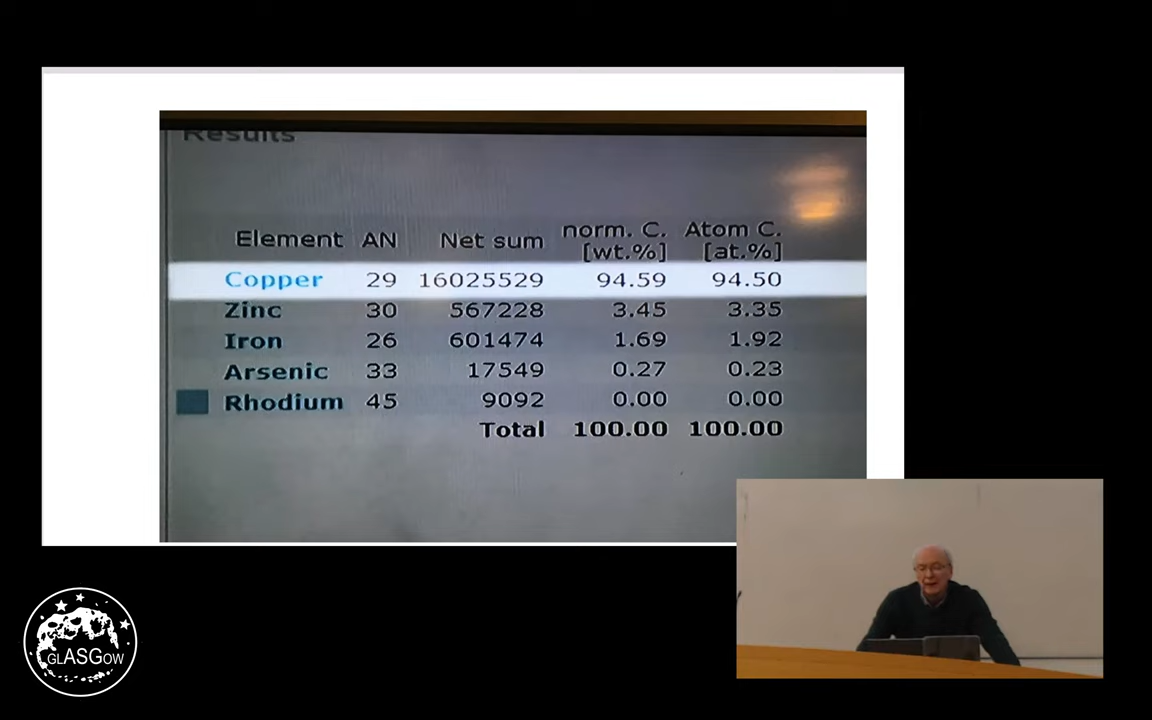 Results
Element AN Net sum norm. C. [wt.%] Atom C. [at.%]
Copper 29 16025529 94.59 94.50
Zinc 30 567228 3.45 3.35
Iron 26 601474 1.69 1.92
Arsenic 33 17549 0.27 0.23
Rhodium 45 9092 0.00 0.00
Total 100.00 100.00
GLASGOW